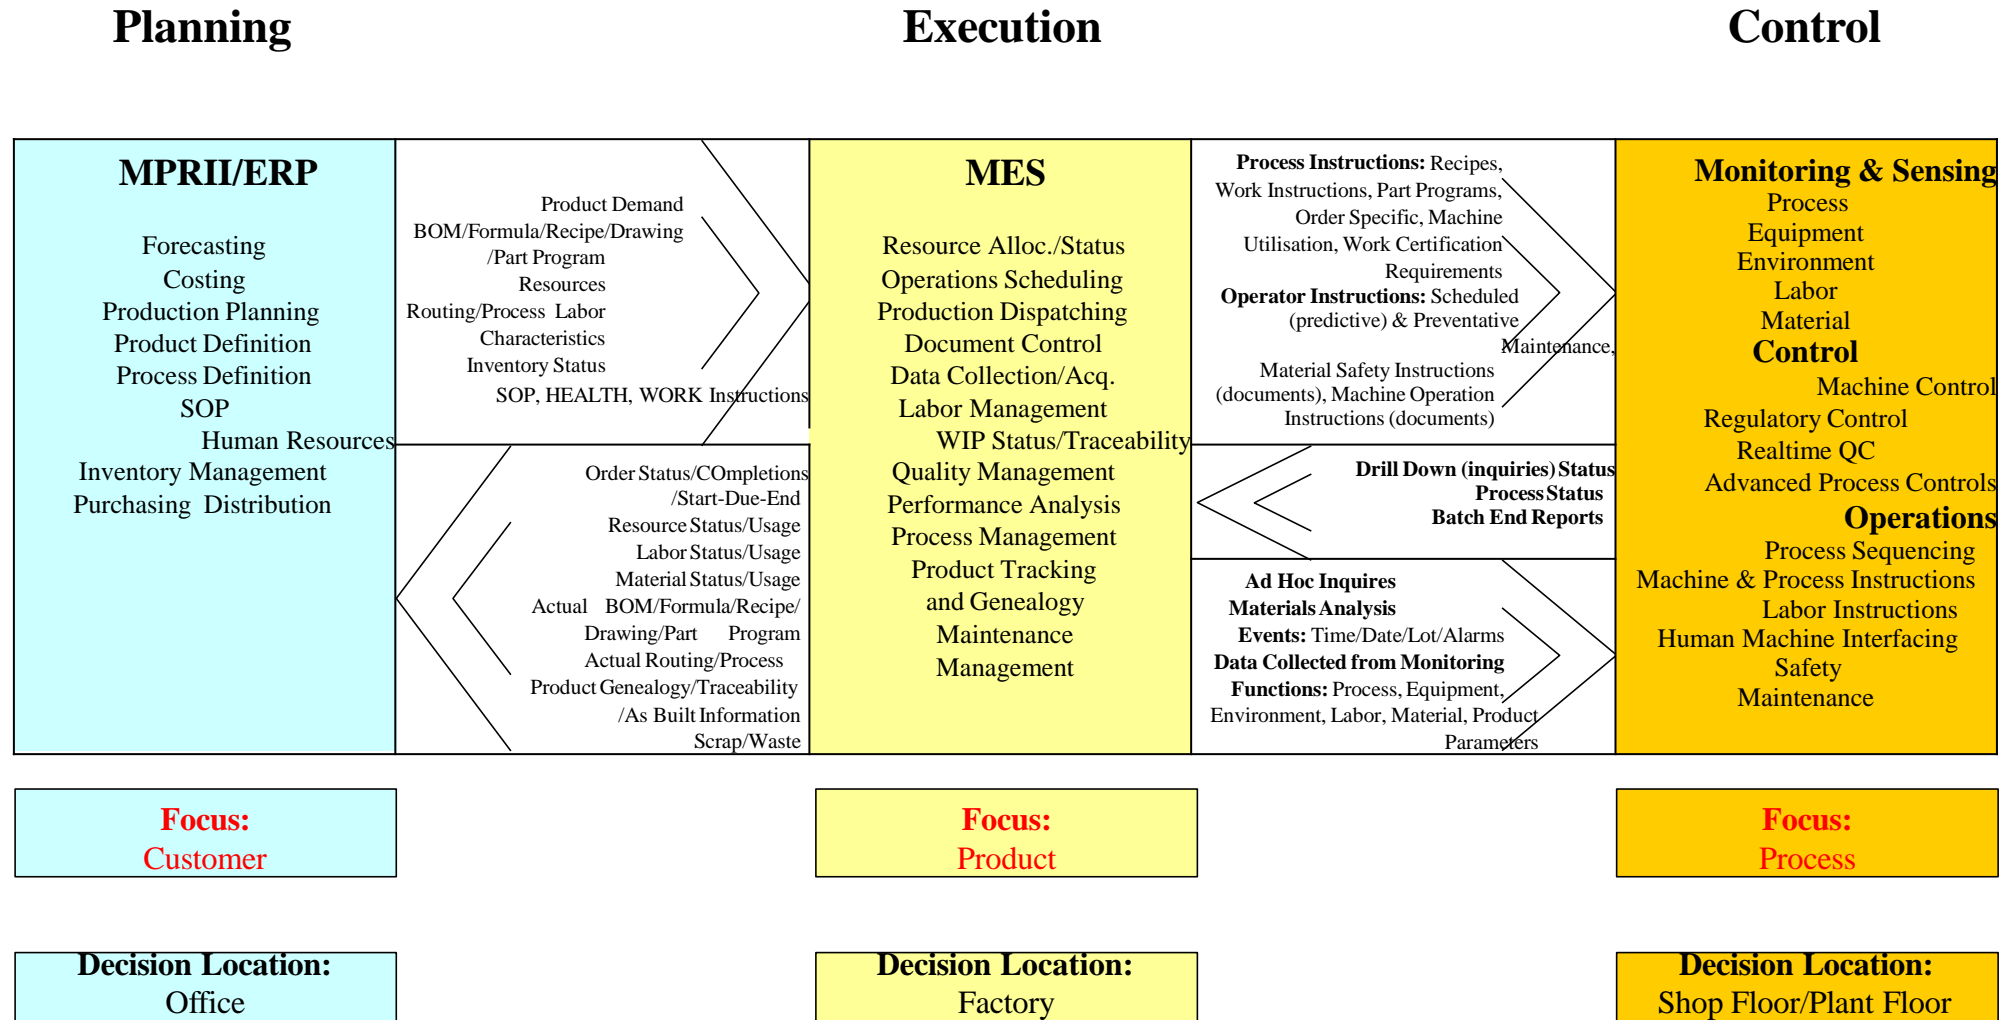 Planning
Execution
Control
MPRII/ERP
Forecasting
Costing
Production Planning
Product Definition
Process Definition
SOP
Human Resources
Inventory Management
Purchasing Distribution
Product Demand
BOM/Formula/Recipe/Drawing
/Part Program
Resources
Routing/Process Labor
Characteristics
Inventory Status
SOP, HEALTH, WORK Instructions
Order Status/COmpletions
/Start-Due-End
Resource Status/Usage
Labor Status/Usage
Material Status/Usage
Actual BOM/Formula/Recipe/
Drawing/Part Program
Actual Routing/Process
Product Genealogy/Traceability
/As Built Information
Scrap/Waste
MES
Resource Alloc./Status
Operations Scheduling
Production Dispatching
Document Control
Data Collection/Acq.
Labor Management
WIP Status/Traceability
Quality Management
Performance Analysis
Process Management
Product Tracking
and Genealogy
Maintenance
Management
Process Instructions: Recipes,
Work Instructions, Part Programs,
Order Specific, Machine
Utilisation, Work Certification
Requirements
Operator Instructions: Scheduled
(predictive) & Preventative
Maintenance,
Material Safety Instructions
(documents), Machine Operation
Instructions (documents)
Drill Down (inquiries) Status
Process Status
Batch End Reports
Ad Hoc Inquires
Materials Analysis
Events: Time/Date/Lot/Alarms
Data Collected from Monitoring
Functions: Process, Equipment,
Environment, Labor, Material, Product
Parameters
Monitoring & Sensing
Process
Equipment
Environment
Labor
Material
Control
Machine Control
Regulatory Control
Realtime QC
Advanced Process Controls
Operations
Process Sequencing
Machine & Process Instructions
Labor Instructions
Human Machine Interfacing
Safety
Maintenance
Focus:
Customer
Focus:
Product
Focus:
Process
Decision Location:
Office
Decision Location:
Factory
Decision Location:
Shop Floor/Plant Floor